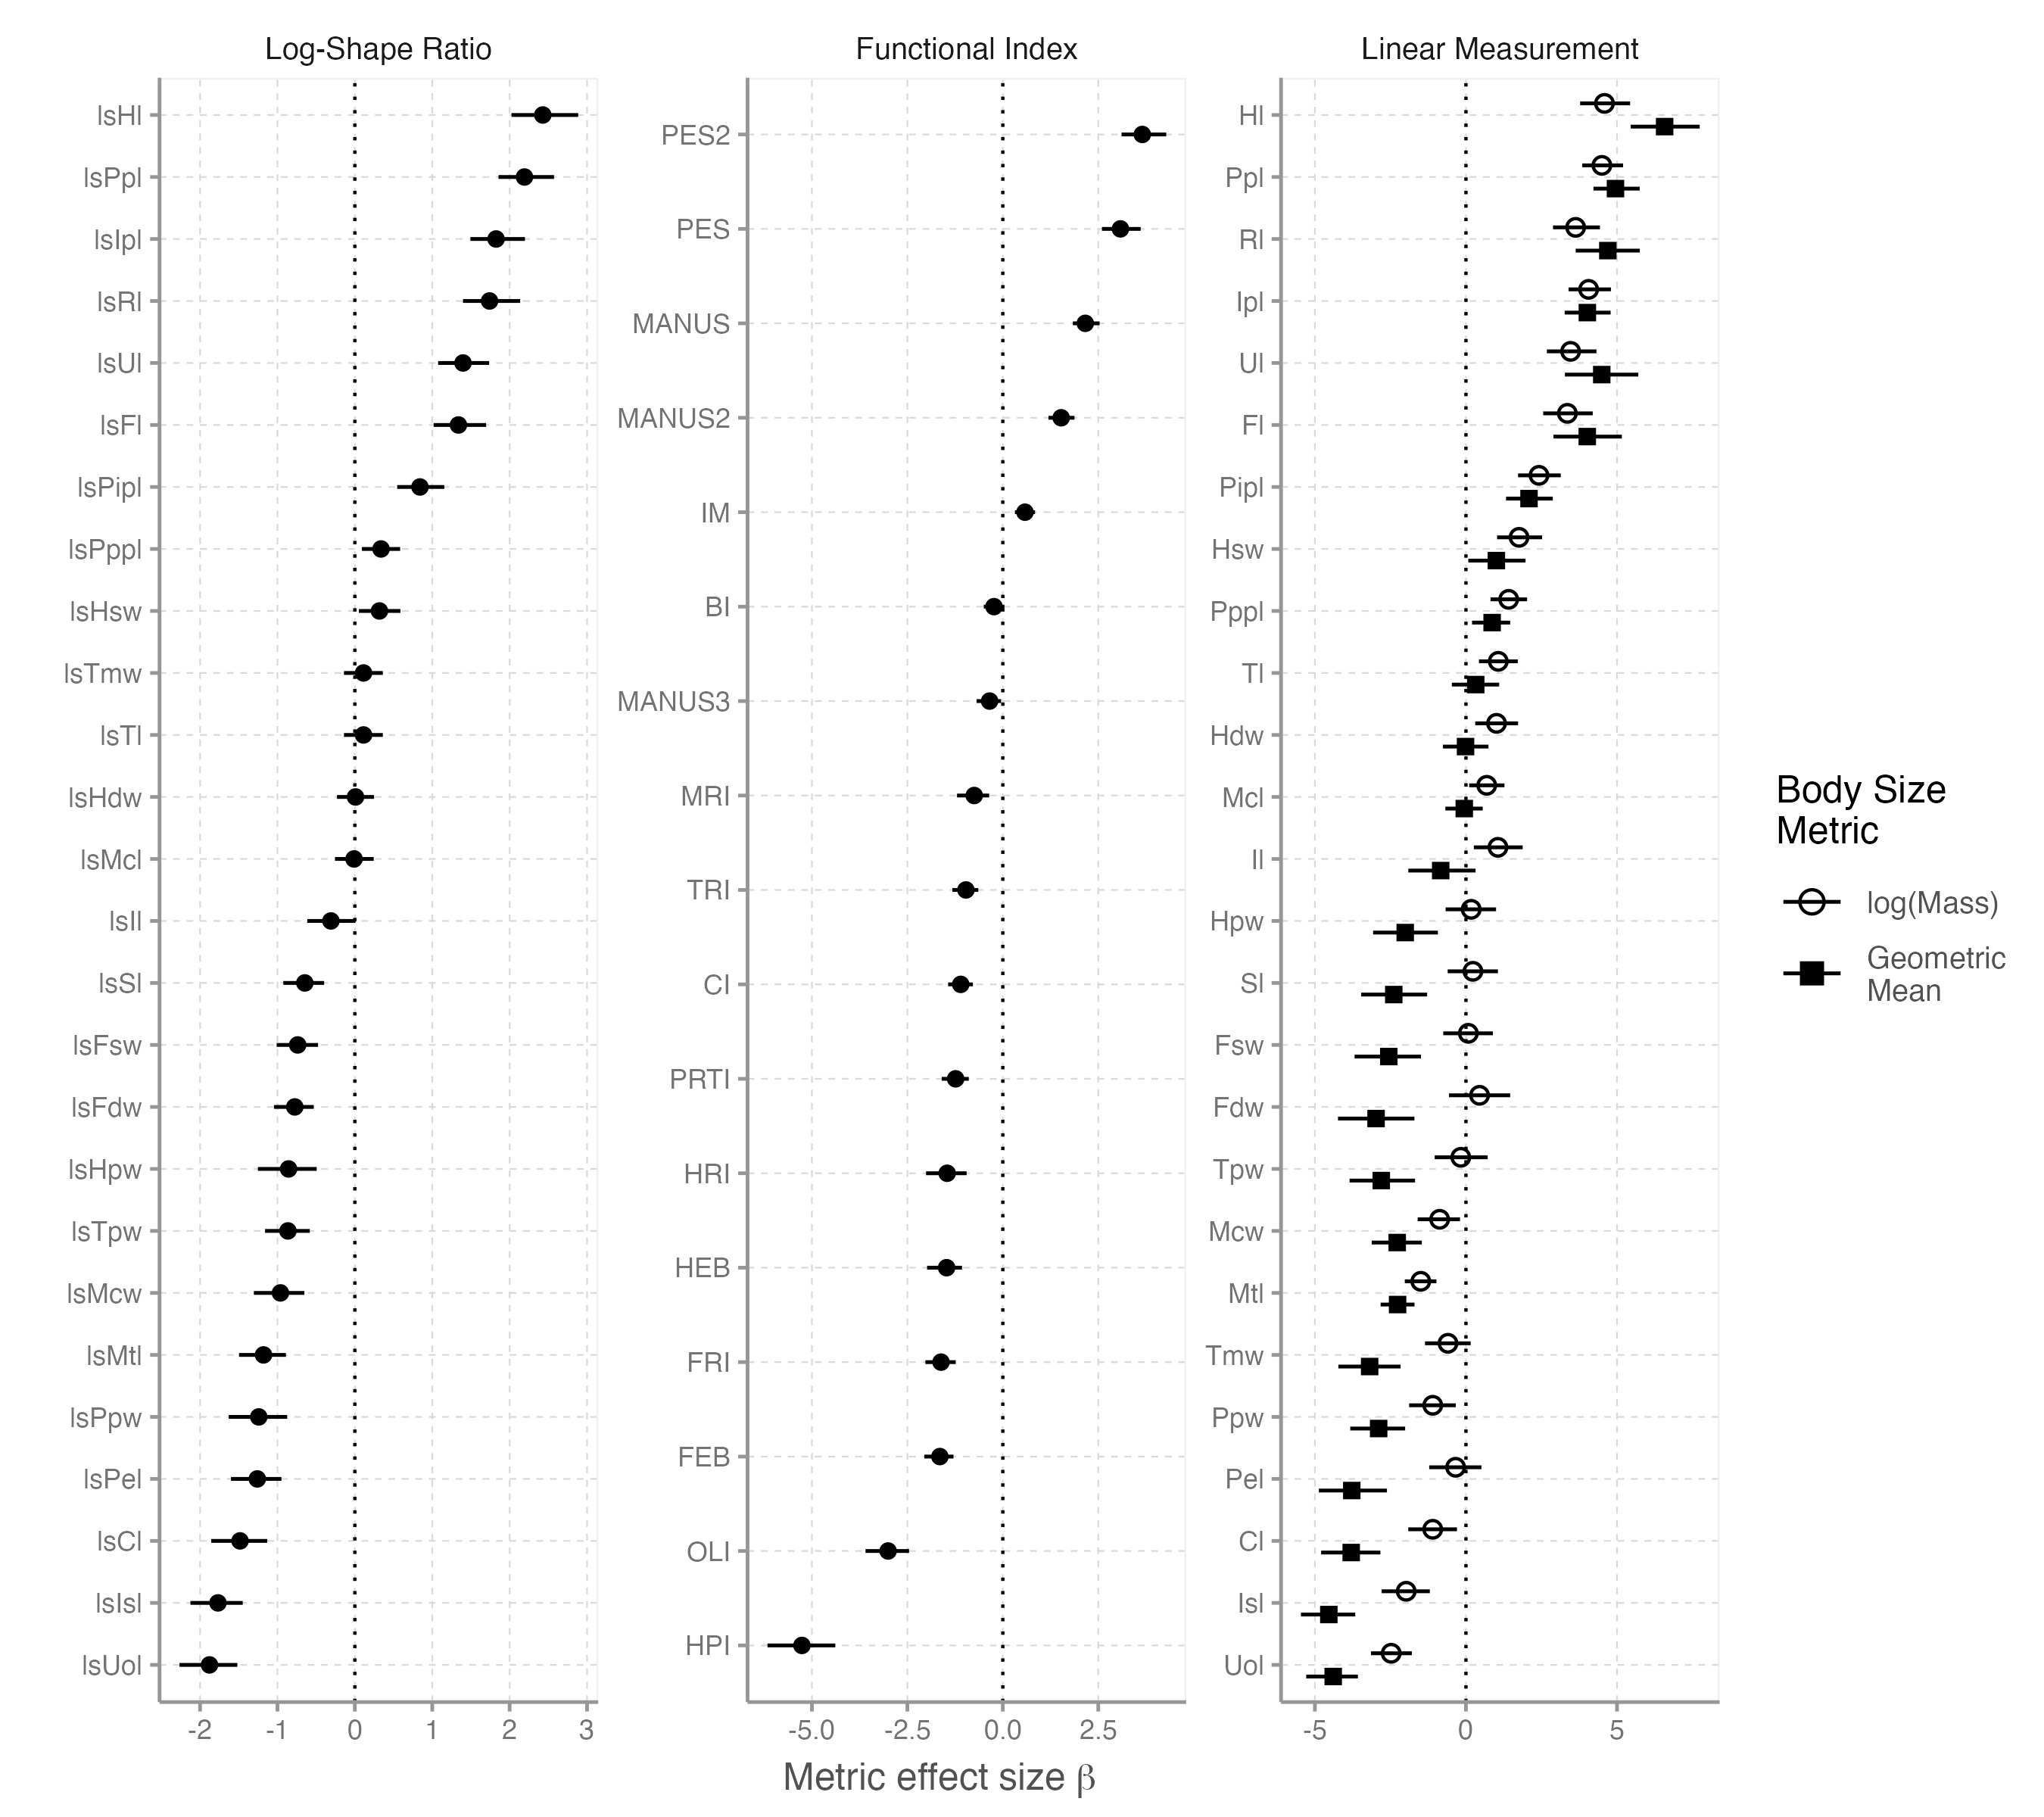 Log-Shape Ratio
lsHl
lsPpl
lsIpl
lsRl
lsUl
lsFl
lsPipl
lsPppl
lsHsw
lsTmw
lsTl
lsHdw
lsMcl
lsIl
lsSl
lsFsw
lsFdw
lsHpw
lsTpw
lsMcw
lsMtl
lsPpw
lsPel
lsCl
lsIsl
lsUol
-2 -1 0 1 2 3
Functional Index
PES2
PES
MANUS
MANUS2
IM
BI
MANUS3
MRI
TRI
CI
PRTI
HRI
HEB
FRI
FEB
OLI
HPI
-5.0 -2.5 0.0 2.5
Linear Measurement
Hl
Ppl
Rl
Ipl
Ul
Fl
Pipl
Hsw
Pppl
Tl
Hdw
Mcl
Il
Hpw
Sl
Fsw
Fdw
Tpw
Mcw
Mtl
Tmw
Ppw
Pel
Cl
Isl
Uol
-5 0 5
Metric effect size β
Body Size
Metric
log(Mass)
Geometric
Mean